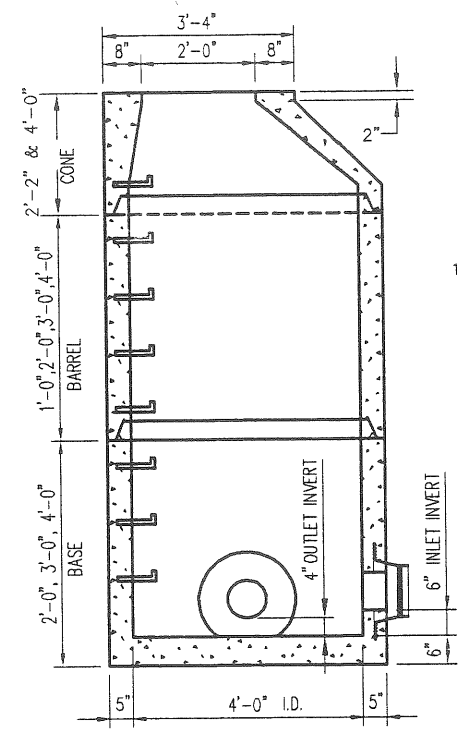 3'-4"
8"
2'-0"
8"
2"
2'-2" & 4'-0"
CONE
1'-0",2'-0",3'-0",4'-0"
BARREL
2'-0", 3'-0", 4'-0"
BASE
4" OUTLET INVERT
6" INLET INVERT
6"
5"
4'-0" I.D.
5"
1